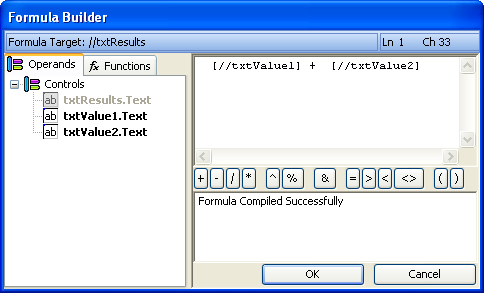 Formula Builder
Formula Target: //txtResults
Ln 1 Ch 33
Operands
fx Functions
Controls
ab txtResults.Text
ab txtValue1.Text
ab txtValue2.Text
[//txtValue1] + [//txtValue2]
+ - / * ^ % & = > < <> ( )
Formula Compiled Successfully
OK Cancel